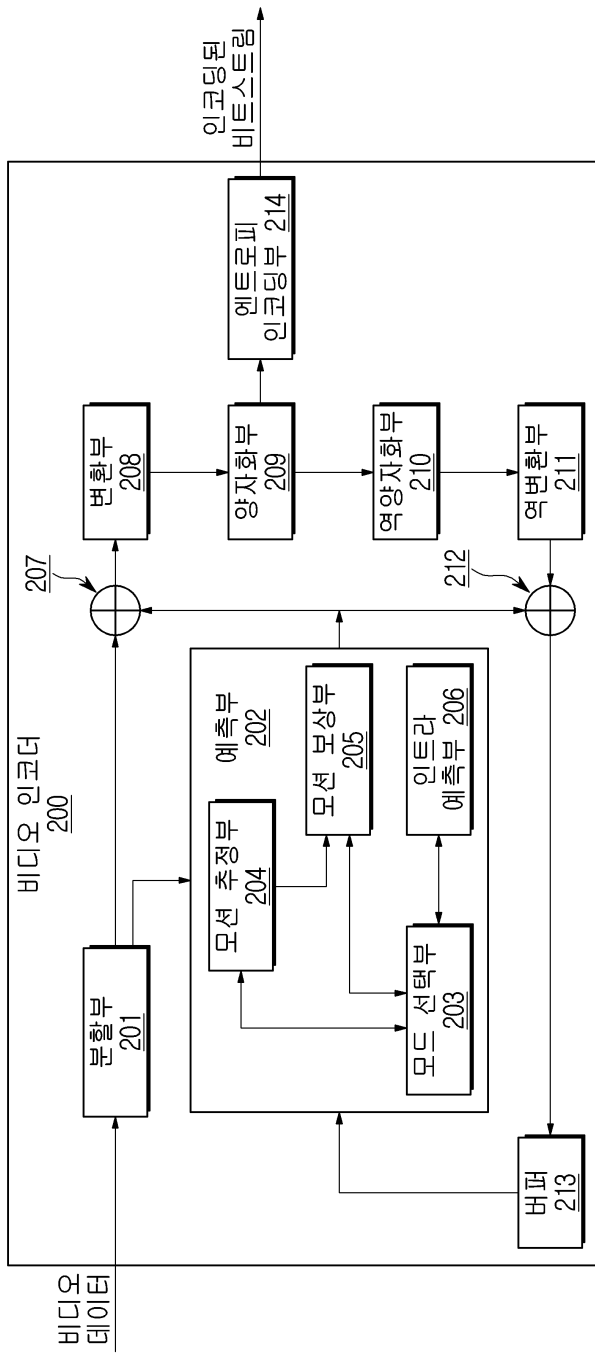 비디오 인코더
200
비디오
데이터
분할부
201
207
변환부
208
양자화부
209
엔트로피
인코딩부 214
인코딩된
비트스트림
예측부
202
모션 추정부
204
모션 보상부
205
모드 선택부
203
인트라
예측부 206
역양자화부
210
역변환부
211
212
버퍼
213